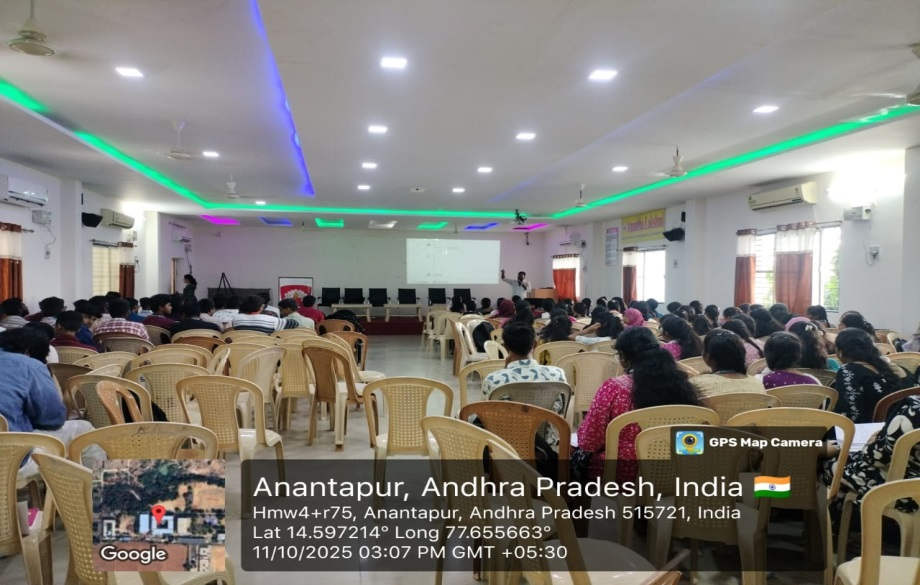 GPS Map Camera
Anantapur, Andhra Pradesh, India
Hmw4+r75, Anantapur, Andhra Pradesh 515721, India
Lat 14.597214° Long 77.655663°
11/10/2025 03:07 PM GMT +05:30
Google